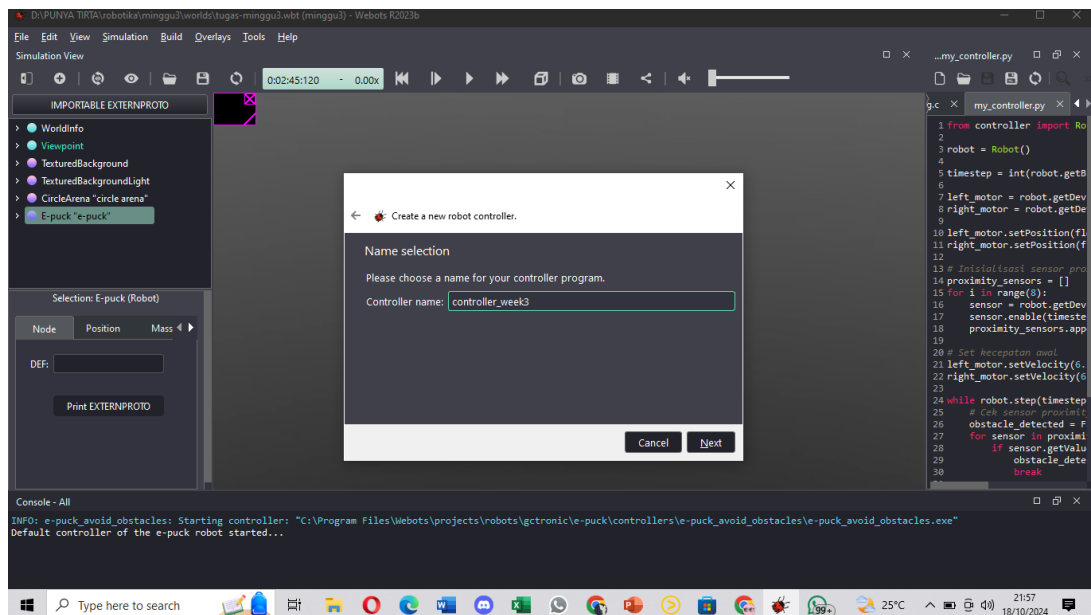 D:\PUNYA TIRTA\robotika\minggu3\worlds\tugas-minggu3.wbt (minggu3) - Webots R2023b
File Edit View Simulation Build Overlays Tools Help
Simulation View
...my_controller.py
0:02:45:120 - 0.00x
IMPORTABLE EXTERNPROTO
WorldInfo
Viewpoint
TexturedBackground
TexturedBackgroundLight
CircleArena "circle arena"
E-puck "e-puck"
Selection: E-puck (Robot)
Node Position Mass
DEF:
Print EXTERNPROTO
Create a new robot controller.
Name selection
Please choose a name for your controller program.
Controller name: controller_week3
Cancel Next
g.c my_controller.py
1 from controller import Ro
2
3 robot = Robot()
4
5 timestep = int(robot.getB
6
7 left_motor = robot.getDev
8 right_motor = robot.getDe
9
10 left_motor.setPosition(fl
11 right_motor.setPosition(f
12
13 # Inisialisasi sensor pro
14 proximity_sensors = []
15 for i in range(8):
16 sensor = robot.getDev
17 sensor.enable(timeste
18 proximity_sensors.app
19
20 # Set kecepatan awal
21 left_motor.setVelocity(6.
22 right_motor.setVelocity(6
23
24 while robot.step(timestep
25 # Cek sensor proximit
26 obstacle_detected = F
27 for sensor in proximi
28 if sensor.getValu
29 obstacle_dete
30 break
Console - All
INFO: e-puck_avoid_obstacles: Starting controller: "C:\Program Files\Webots\projects\robots\gctronic\e-puck\controllers\e-puck_avoid_obstacles\e-puck_avoid_obstacles.exe"
Default controller of the e-puck robot started...
Type here to search
99+
25°C
21:57
18/10/2024